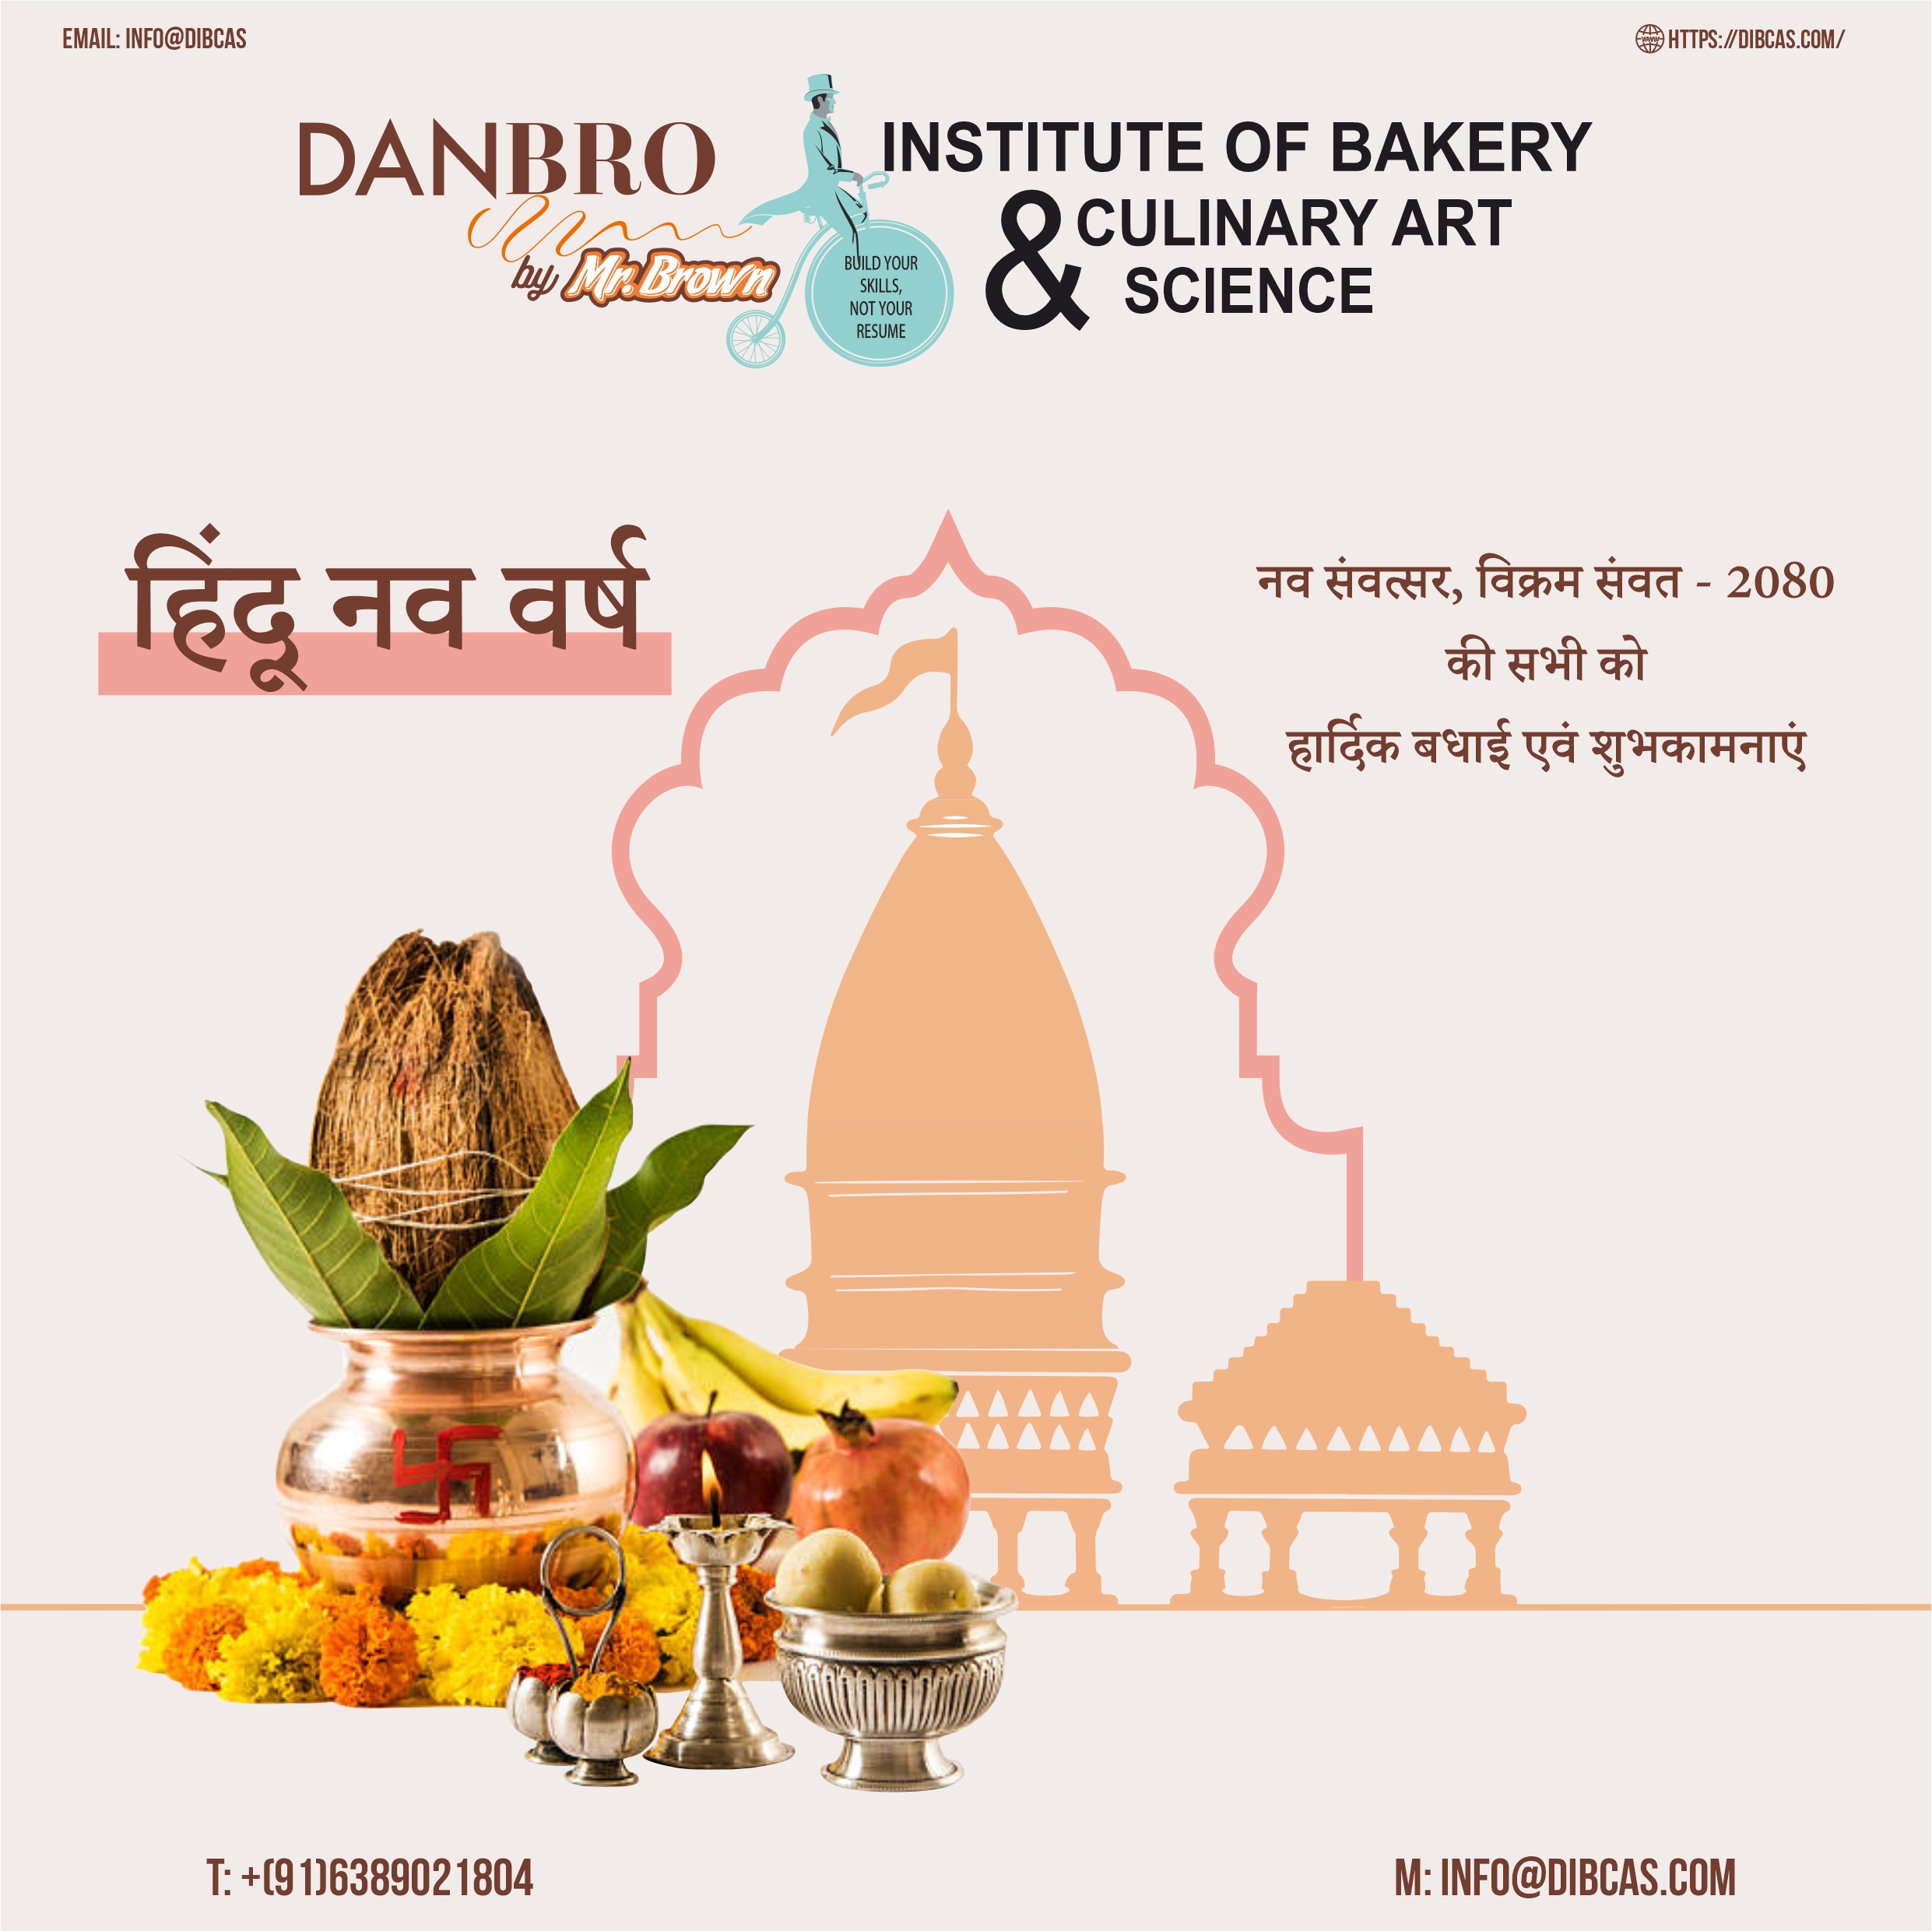 EMAIL: INFO@DIBCAS
HTTPS://DIBCAS.COM/
DANBRO
by Mr. Brown
BUILD YOUR
SKILLS,
NOT YOUR
RESUME
INSTITUTE OF BAKERY
& CULINARY ART
SCIENCE
हिंदू नव वर्ष
नव संवत्सर, विक्रम संवत - 2080
की सभी को
हार्दिक बधाई एवं शुभकामनाएं
T: +(91)6389021804
M: INFO@DIBCAS.COM